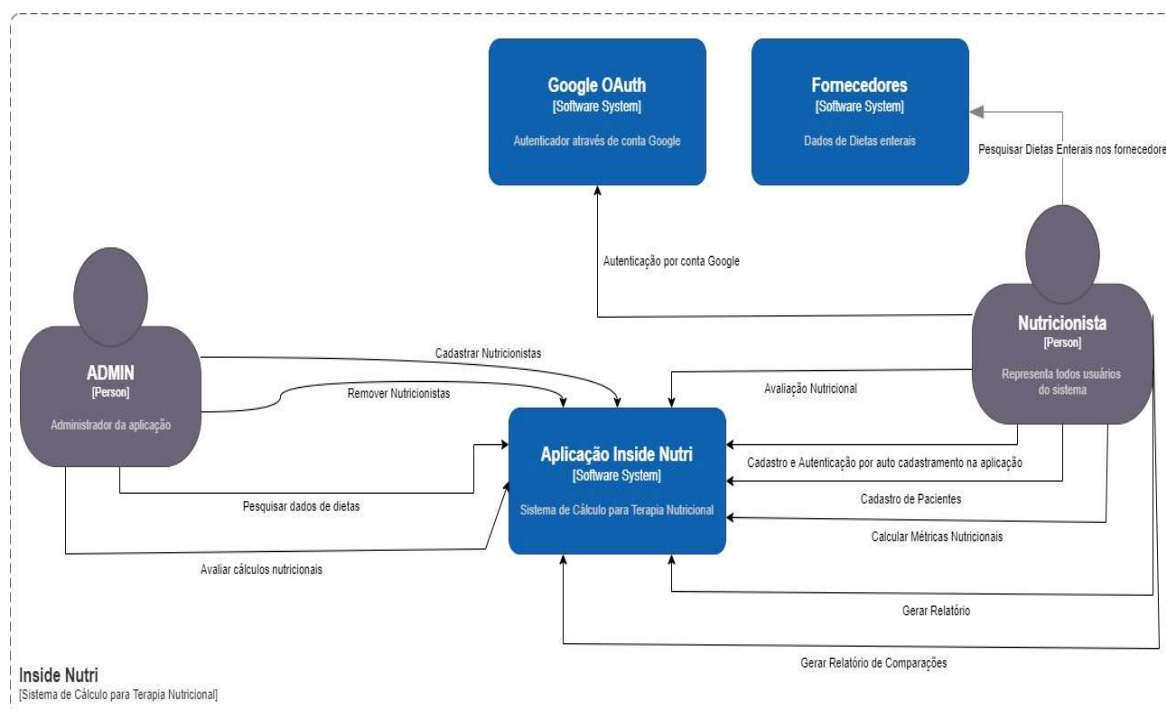 Google OAuth
[Software System]
Autenticador através de conta Google
Fornecedores
[Software System]
Dados de Dietas enterais
Pesquisar Dietas Enterais nos fornecedore
Autenticação por conta Google
Nutricionista
[Person]
Representa todos usuários
do sistema
ADMIN
[Person]
Administrador da aplicação
Cadastrar Nutricionistas
Remover Nutricionistas
Avaliação Nutricional
Aplicação Inside Nutri
[Software System]
Sistema de Cálculo para Terapia Nutricional
Cadastro e Autenticação por auto cadastramento na aplicação
Cadastro de Pacientes
Calcular Métricas Nutricionais
Pesquisar dados de dietas
Avaliar cálculos nutricionais
Gerar Relatório
Gerar Relatório de Comparações
Inside Nutri
[Sistema de Cálculo para Terapia Nutricional]